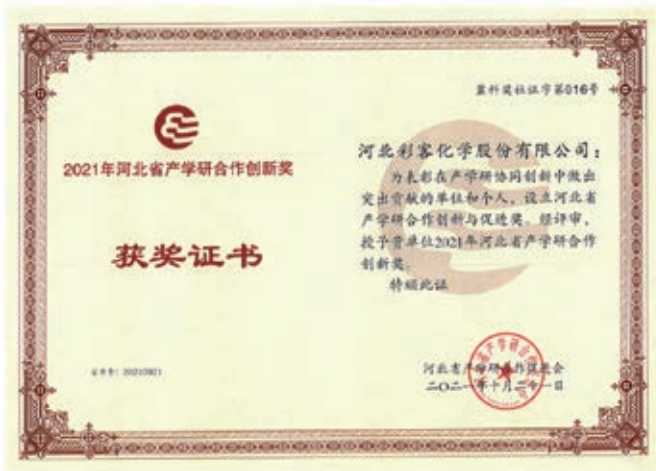 2021年河北省产学研合作创新奖
获奖证书
证书号：20210921
冀科奖社证字第016号
河北彩客化学股份有限公司：
为表彰在产学研协同创新中做出
突出贡献的单位和个人，设立河北省
产学研合作创新与促进奖。经评审，
授予贵单位2021年河北省产学研合作
创新奖。
特颁此证
河北省产学研合作促进会
二〇二一年十月二十一日